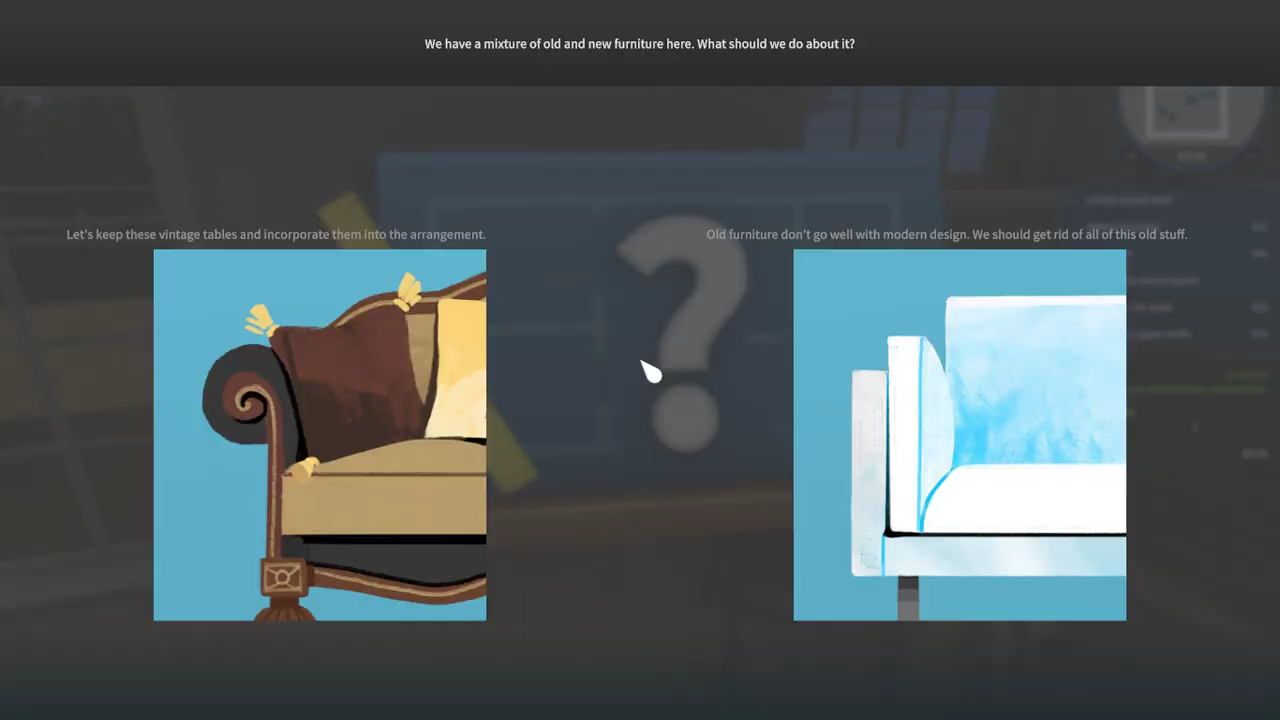 We have a mixture of old and new furniture here. What should we do about it?
Let's keep these vintage tables and incorporate them into the arrangement.
Old furniture don't go well with modern design. We should get rid of all of this old stuff.
?